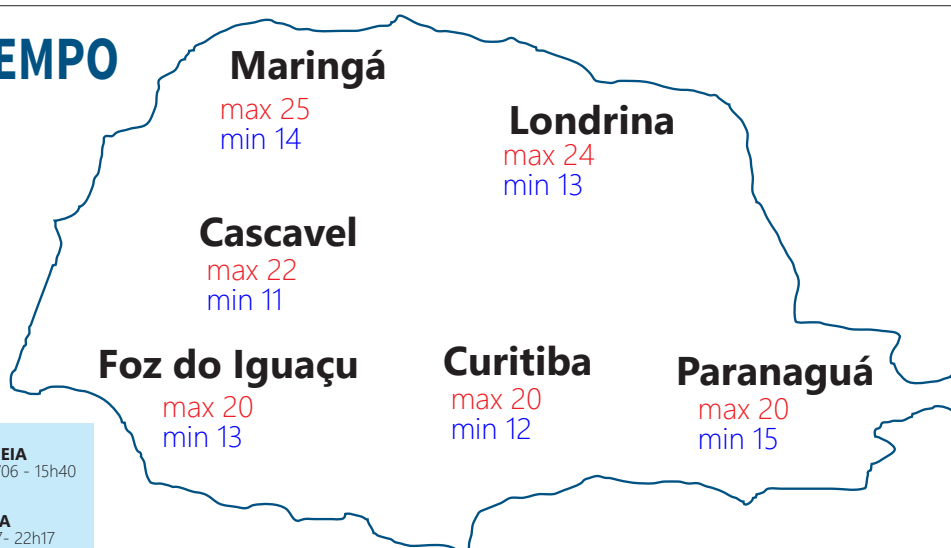 EMPO
Maringá
max 25
min 14
Londrina
max 24
min 13
Cascavel
max 22
min 11
Foz do Iguaçu
max 20
min 13
Curitiba
max 20
min 12
Paranaguá
max 20
min 15
EIA
/06 - 15h40
A
7- 22h17